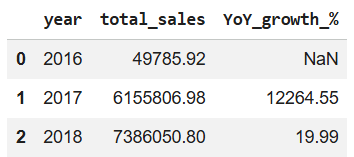 year total_sales YoY_growth_%
0 2016 49785.92 NaN
1 2017 6155806.98 12264.55
2 2018 7386050.80 19.99